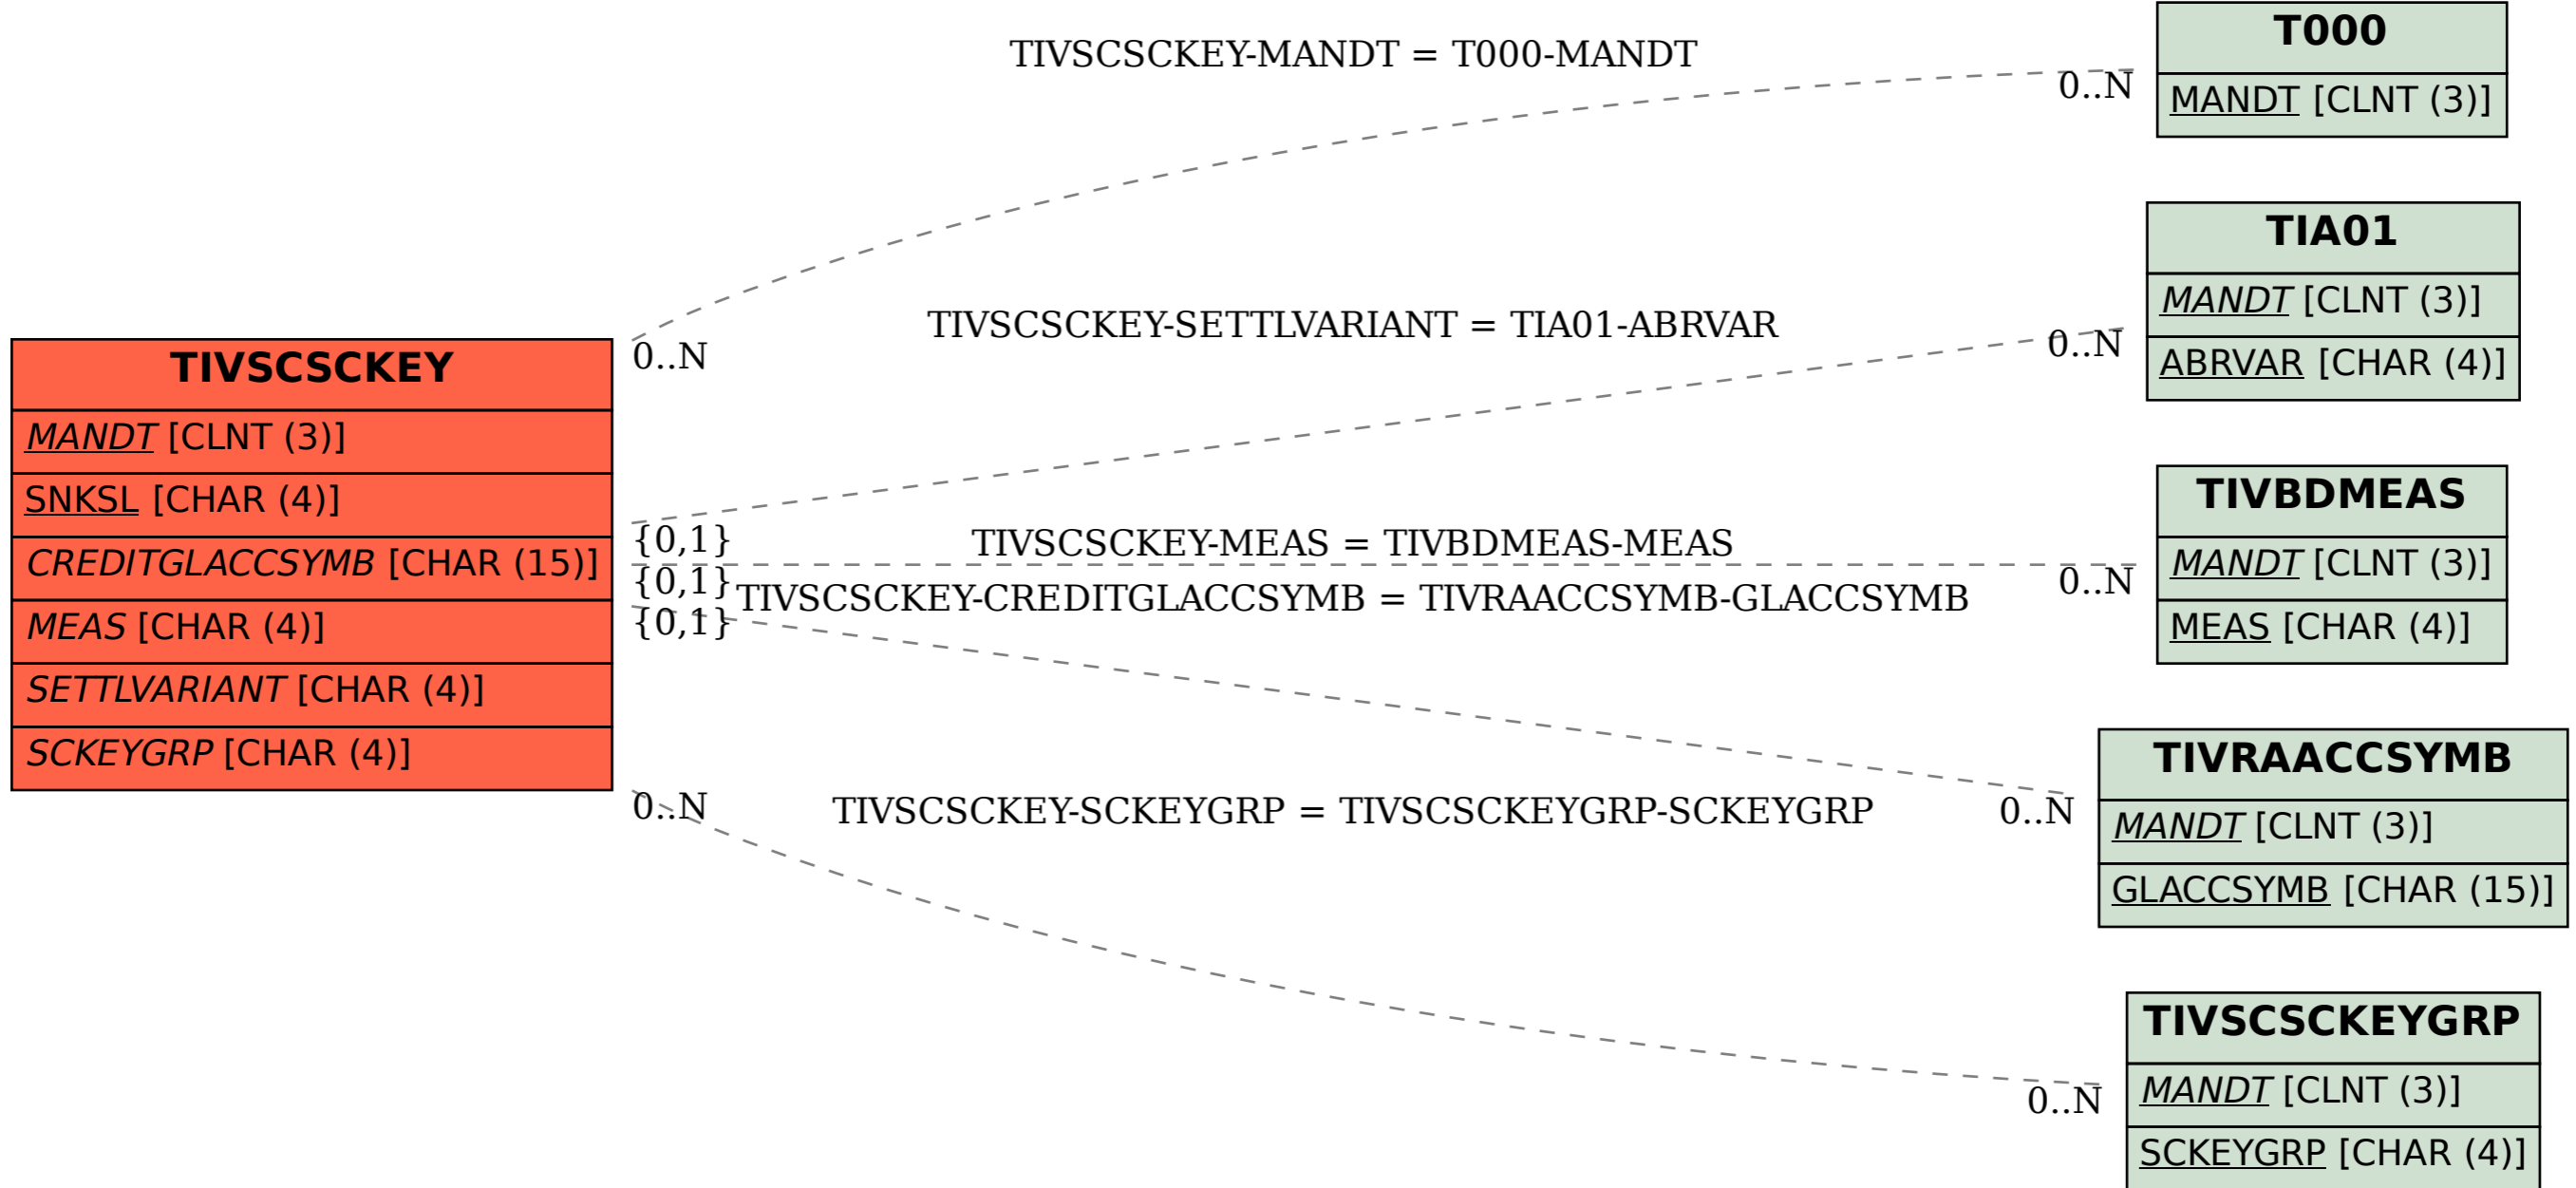 T000
MANDT [CLNT (3)]
TIVSCSCKEY-MANDT = T000-MANDT
0..N
0..N
TIA01
MANDT [CLNT (3)]
ABRVAR [CHAR (4)]
TIVSCSCKEY-SETTLVARIANT = TIA01-ABRVAR
0..N
{0,1}
TIVSCSCKEY
MANDT [CLNT (3)]
SNKSL [CHAR (4)]
CREDITGLACCSYMB [CHAR (15)]
MEAS [CHAR (4)]
SETTLVARIANT [CHAR (4)]
SCKEYGRP [CHAR (4)]
TIVSCSCKEY-MEAS = TIVBDMEAS-MEAS
{0,1}
0..N
TIVBDMEAS
MANDT [CLNT (3)]
MEAS [CHAR (4)]
TIVSCSCKEY-CREDITGLACCSYMB = TIVRAACCSYMB-GLACCSYMB
{0,1}
0..N
TIVRAACCSYMB
MANDT [CLNT (3)]
GLACCSYMB [CHAR (15)]
TIVSCSCKEY-SCKEYGRP = TIVSCSCKEYGRP-SCKEYGRP
0..N
0..N
TIVSCSCKEYGRP
MANDT [CLNT (3)]
SCKEYGRP [CHAR (4)]